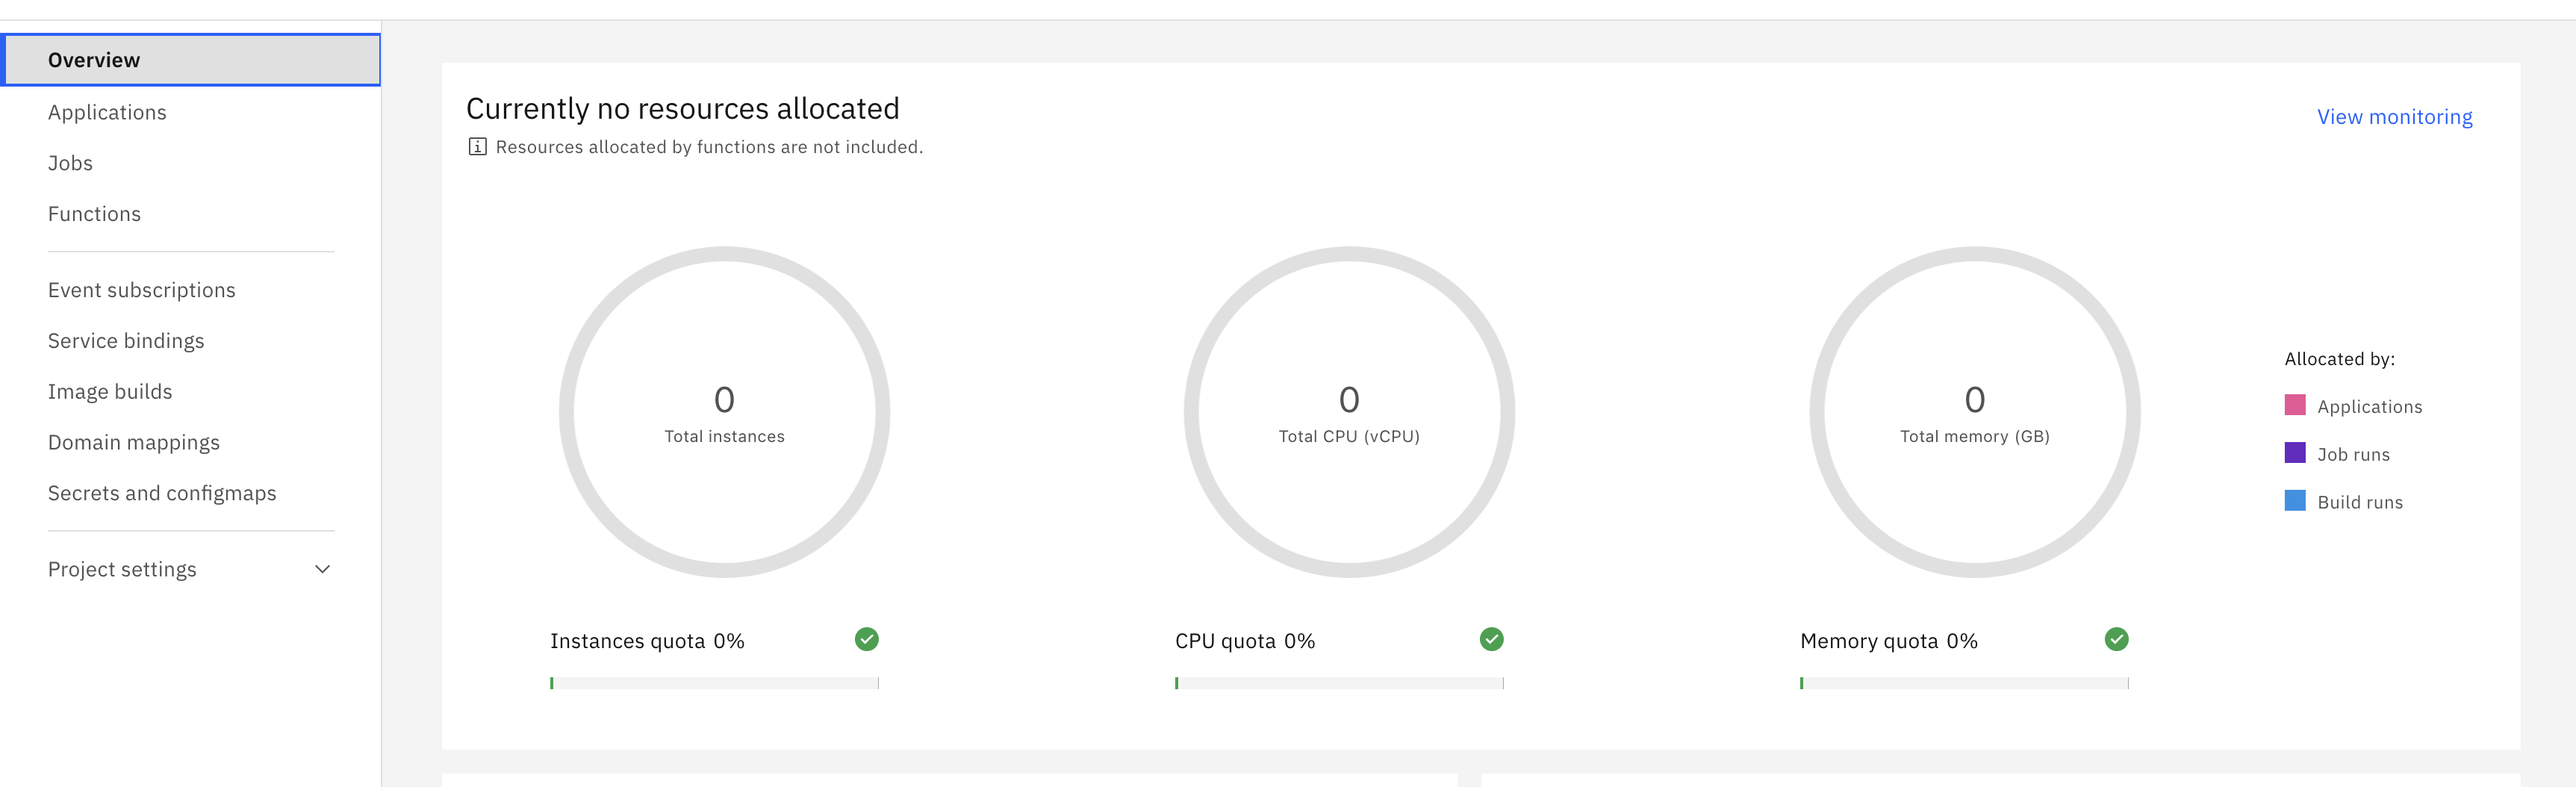 Overview
Applications
Jobs
Functions
Event subscriptions
Service bindings
Image builds
Domain mappings
Secrets and configmaps
Project settings
Currently no resources allocated
Resources allocated by functions are not included.
View monitoring
0
Total instances
0
Total CPU (vCPU)
0
Total memory (GB)
Allocated by:
Applications
Job runs
Build runs
Instances quota 0%
CPU quota 0%
Memory quota 0%